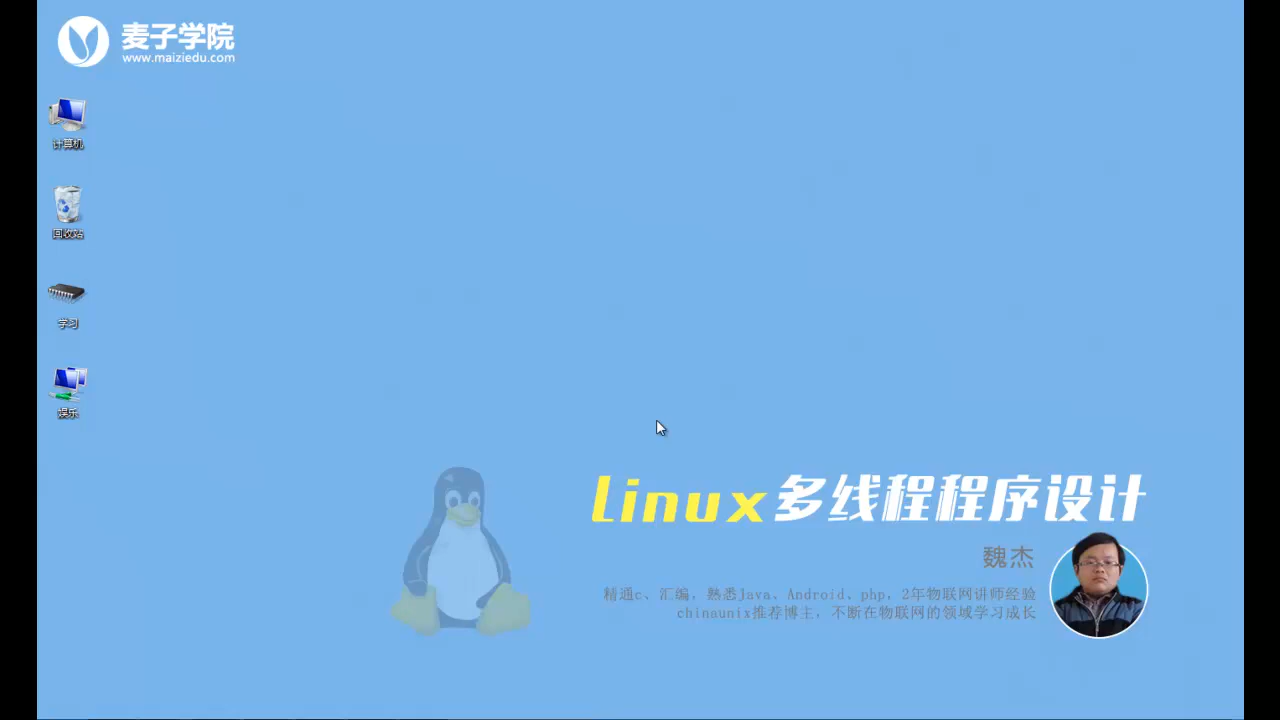 麦子学院
www.maiziedu.com
计算机
回收站
学习
娱乐
Linux多线程程序设计
魏杰
精通c、汇编，熟悉Java、Android、php，2年物联网讲师经验
chinaunix推荐博主，不断在物联网的领域学习成长